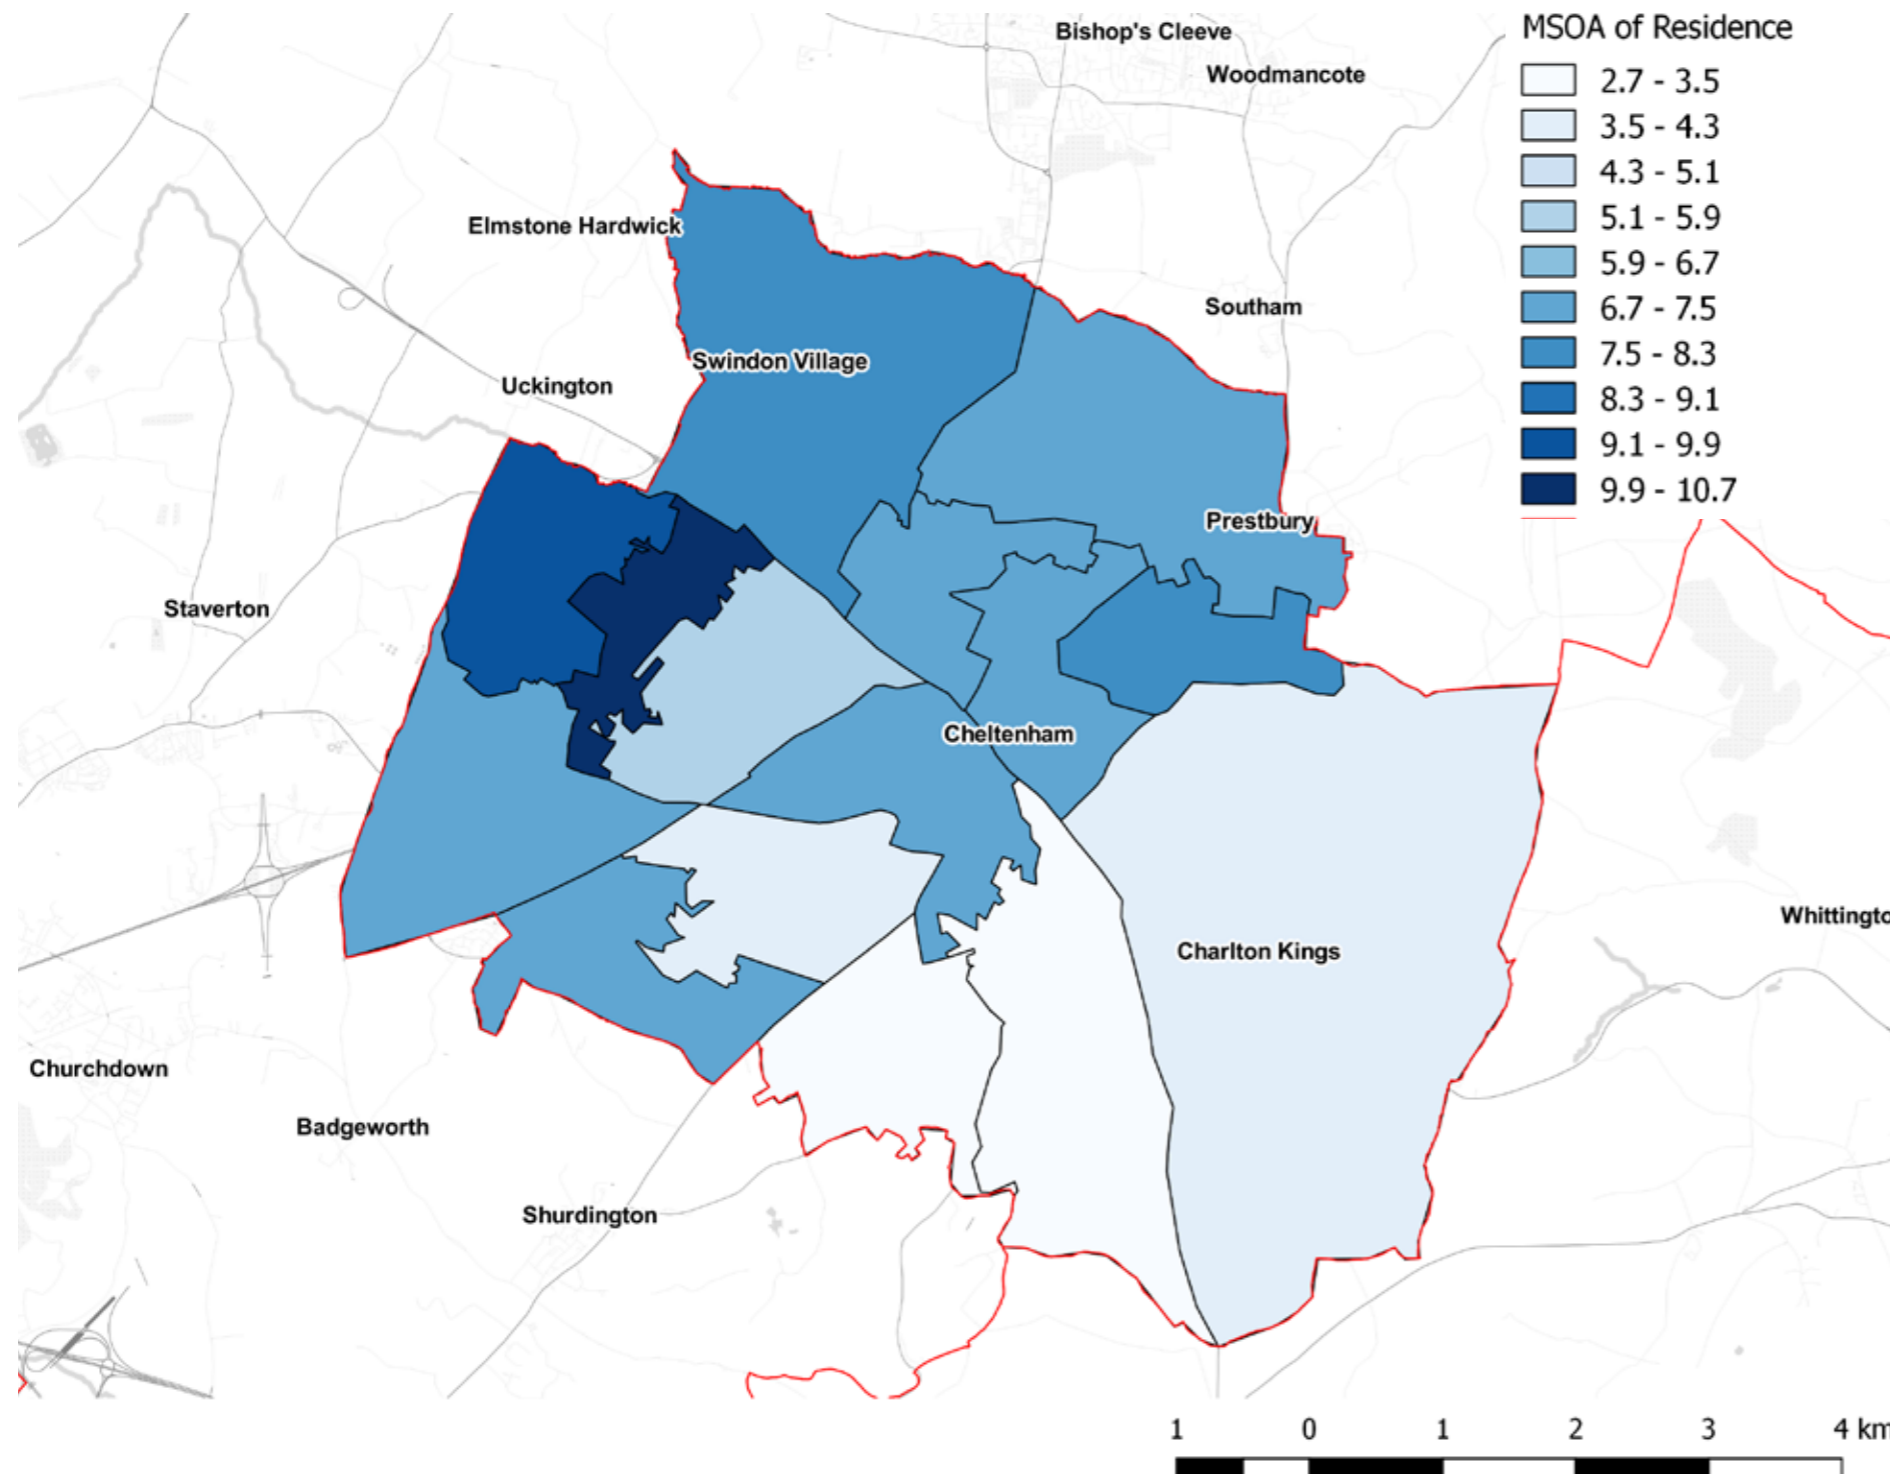 MSOA of Residence
2.7 - 3.5
3.5 - 4.3
4.3 - 5.1
5.1 - 5.9
5.9 - 6.7
6.7 - 7.5
7.5 - 8.3
8.3 - 9.1
9.1 - 9.9
9.9 - 10.7
Bishop's Cleeve
Woodmancote
Elmstone Hardwick
Southam
Swindon Village
Uckington
Prestbury
Staverton
Cheltenham
Whittingto
Charlton Kings
Churchdown
Badgeworth
Shurdington
1 0 1 2 3 4 km